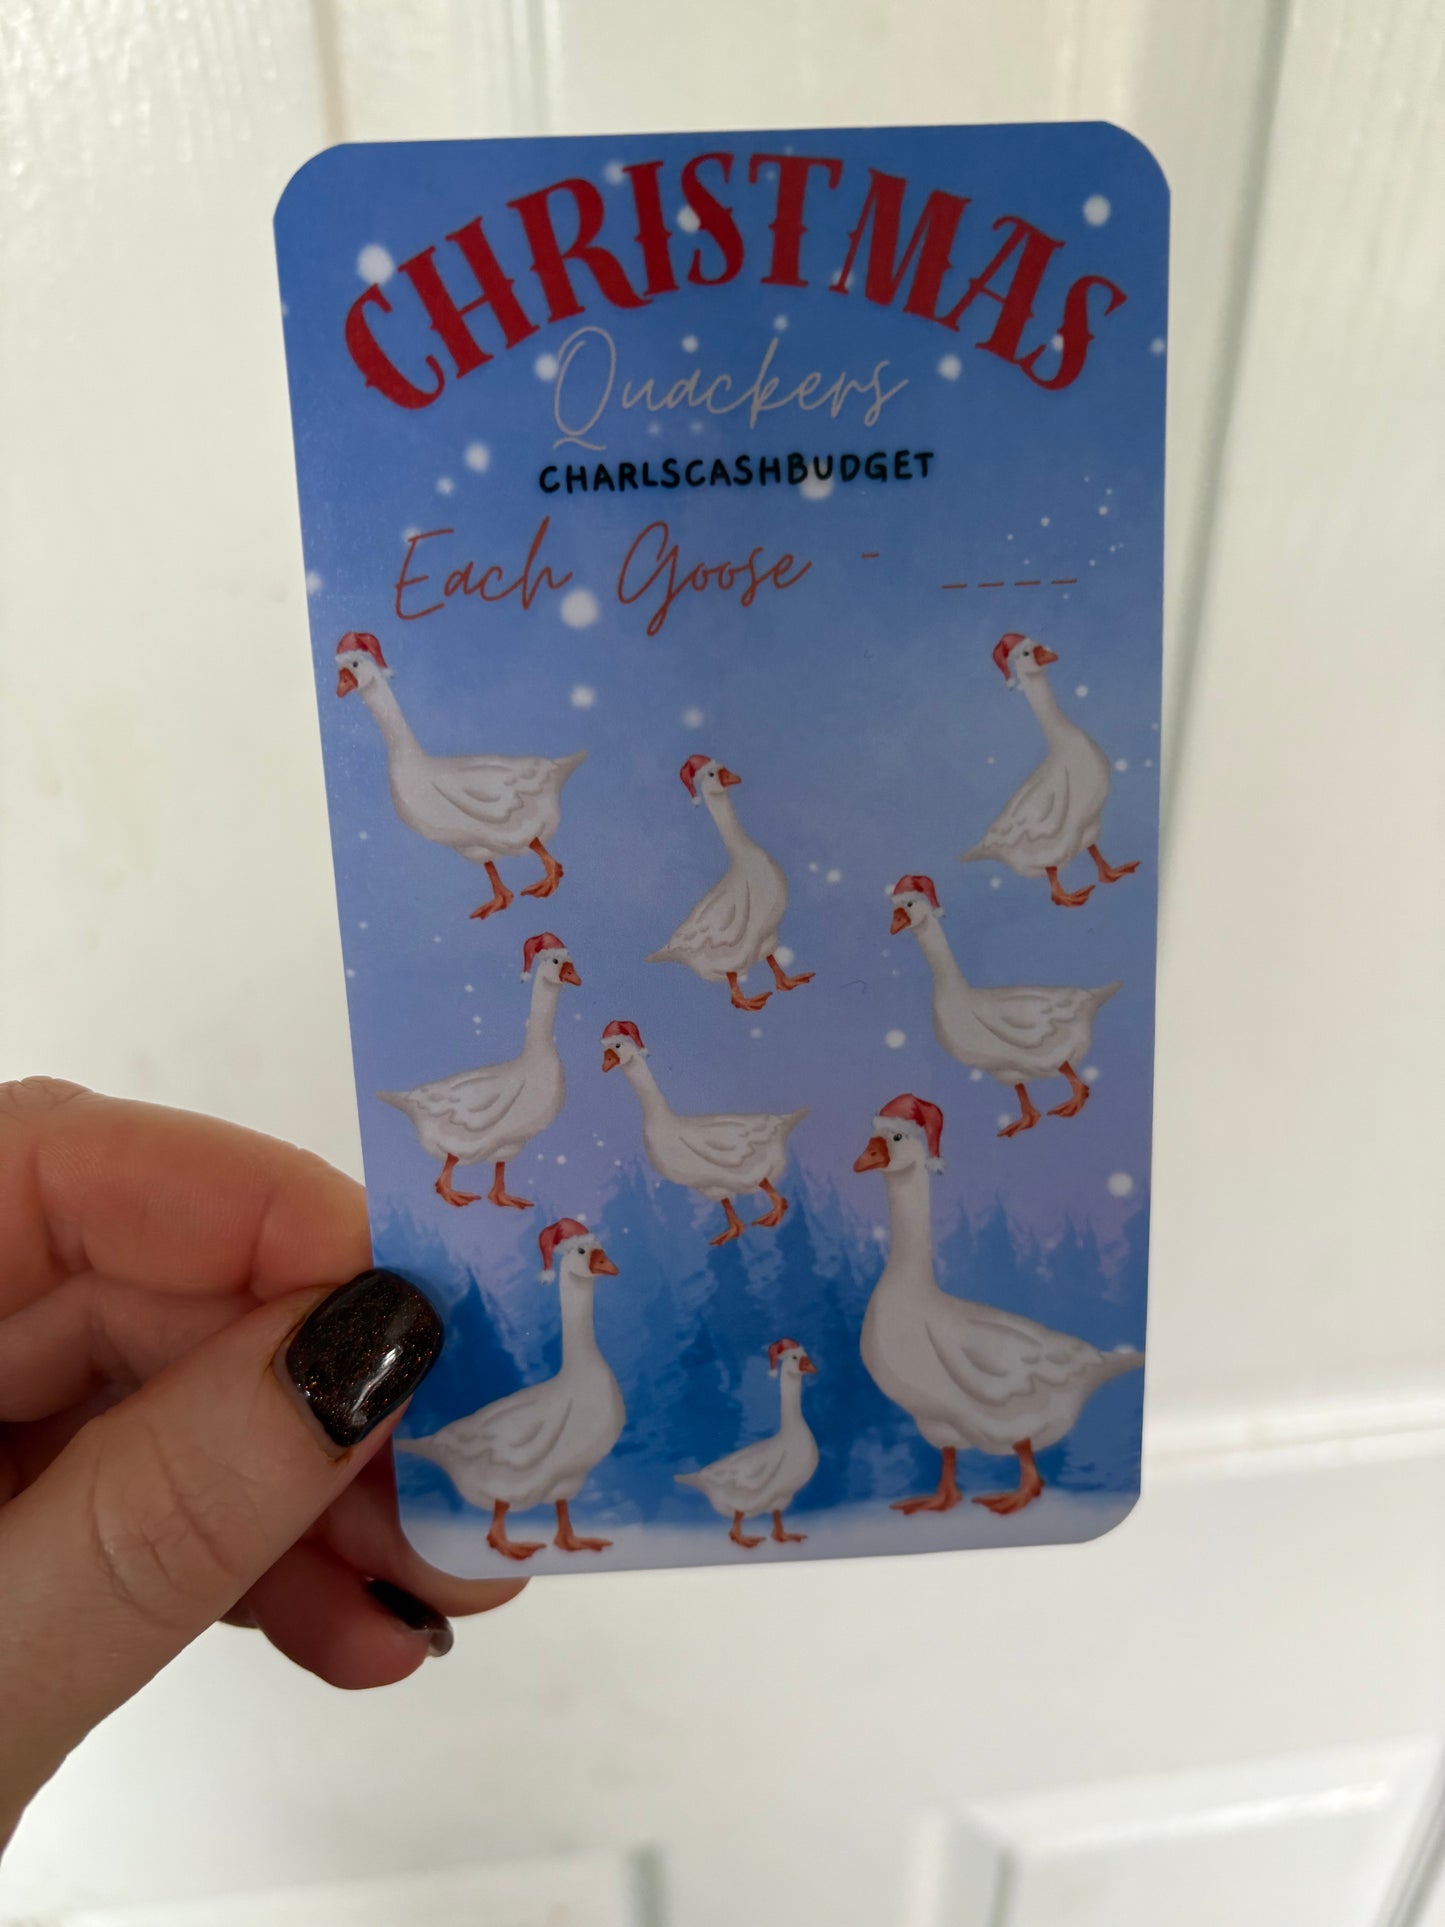 CHRISTMAS
Quackers
CHARLSCASHBUDGET
Each Goose - ____